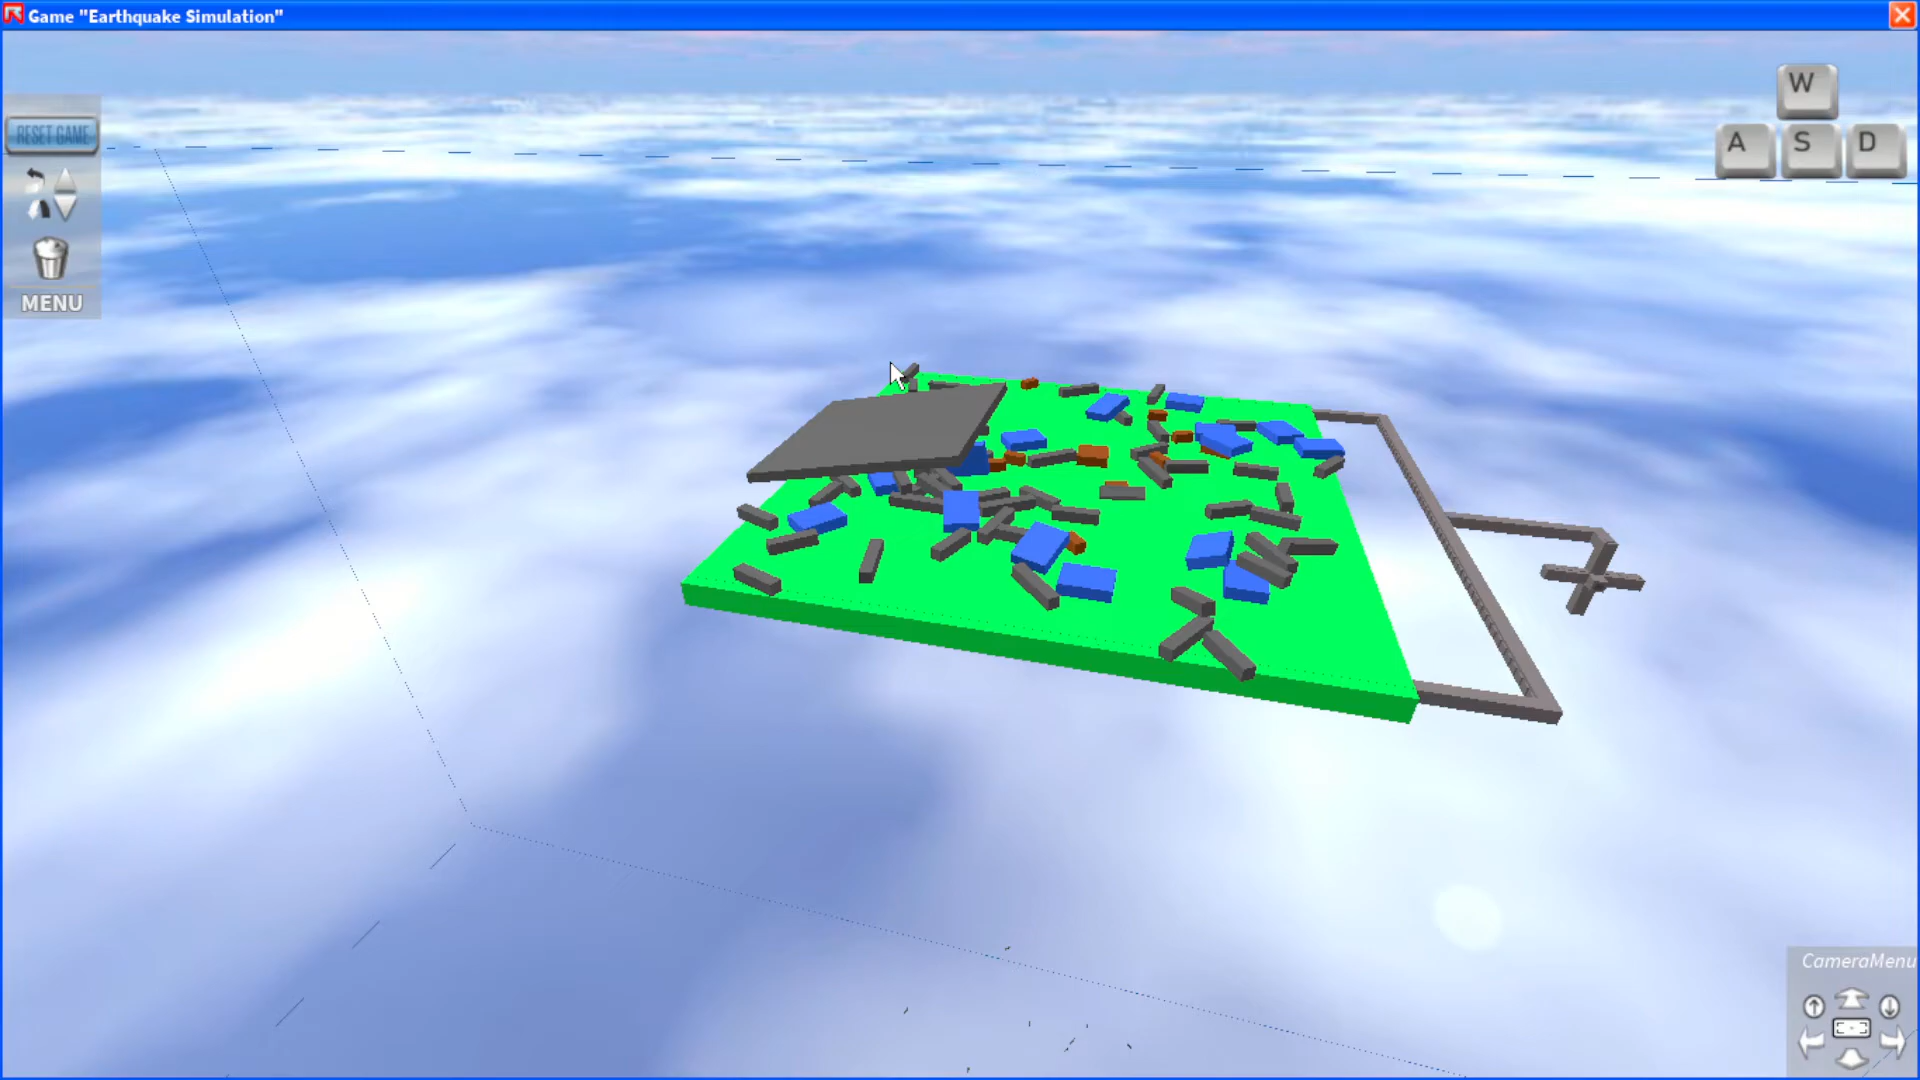 Game "Earthquake Simulation"
W
A S D
RESET GAME
MENU
CameraMenu